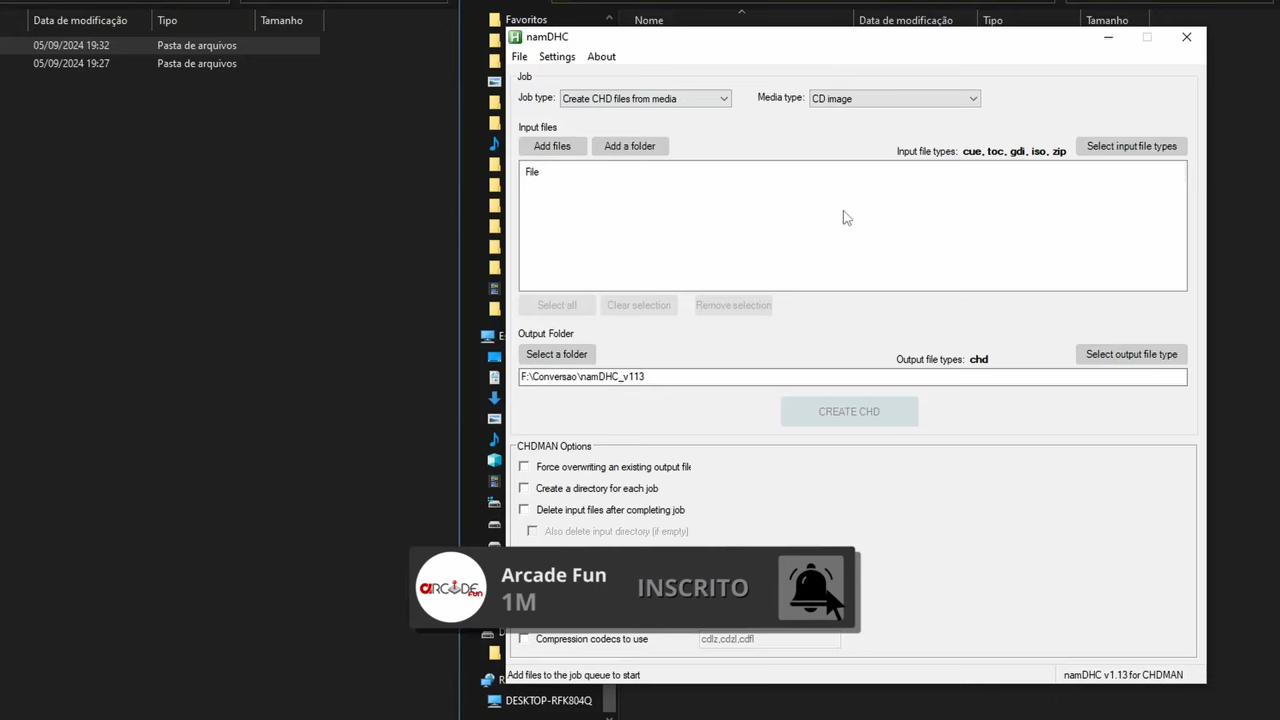 Data de modificação Tipo Tamanho
05/09/2024 19:32 Pasta de arquivos
05/09/2024 19:27 Pasta de arquivos
Favoritos
Nome Data de modificação Tipo Tamanho
namDHC
File Settings About
Job
Job type: Create CHD files from media Media type: CD image
Input files
Add files Add a folder Input file types: cue, toc, gdi, iso, zip Select input file types
File
Select all Clear selection Remove selection
Output Folder
Select a folder Output file types: chd Select output file type
F:\Conversao\namDHC_v113
CREATE CHD
CHDMAN Options
Force overwriting an existing output file
Create a directory for each job
Delete input files after completing job
Also delete input directory (if empty)
aRCADE fun
Arcade Fun
1M
INSCRITO
Compression codecs to use cdlz,cdzl,cdfl
Add files to the job queue to start namDHC v1.13 for CHDMAN
DESKTOP-RFK804Q